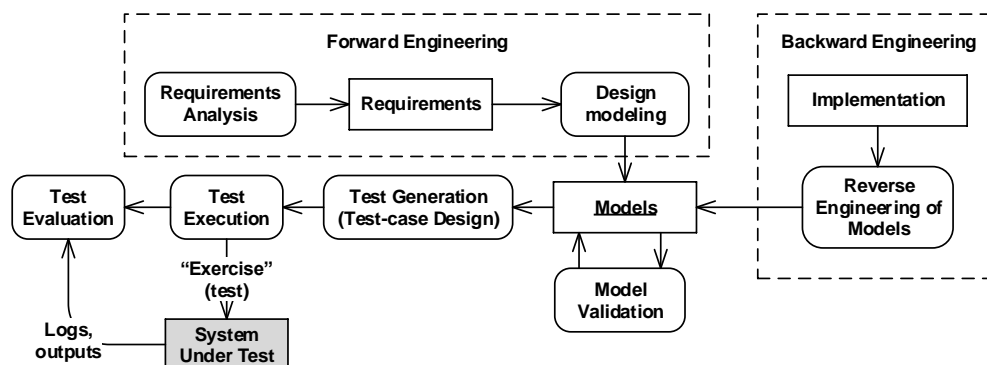 Forward Engineering
Backward Engineering
Requirements
Analysis
Requirements
Design
modeling
Implementation
Test
Evaluation
Test
Execution
Test Generation
(Test-case Design)
Models
Reverse
Engineering of
Models
“Exercise”
(test)
Model
Validation
Logs,
outputs
System
Under Test